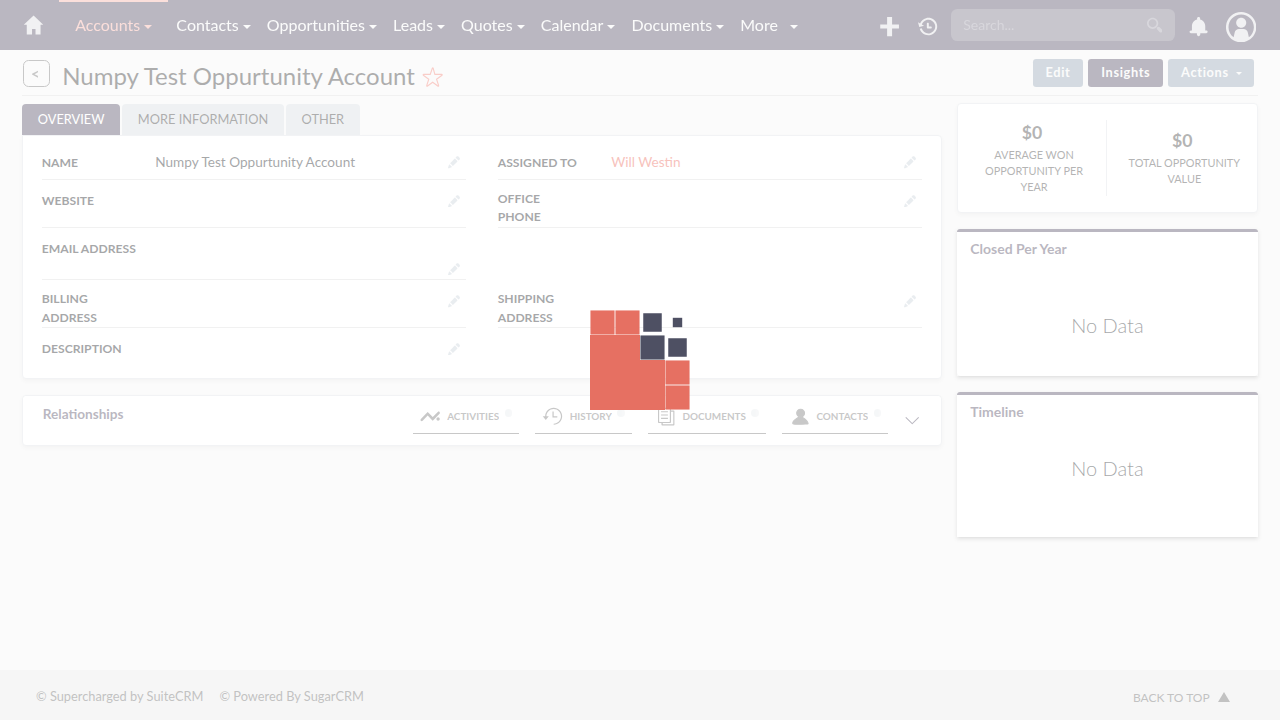 Accounts Contacts Opportunities Leads Quotes Calendar Documents More Search...
< Numpy Test Oppurtunity Account Edit Insights Actions
OVERVIEW MORE INFORMATION OTHER
NAME Numpy Test Oppurtunity Account ASSIGNED TO Will Westin
WEBSITE OFFICE
PHONE
EMAIL ADDRESS
BILLING
ADDRESS
SHIPPING
ADDRESS
DESCRIPTION
Relationships ACTIVITIES HISTORY DOCUMENTS CONTACTS
$0
AVERAGE WON
OPPORTUNITY PER
YEAR
$0
TOTAL OPPORTUNITY
VALUE
Closed Per Year
No Data
Timeline
No Data
© Supercharged by SuiteCRM © Powered By SugarCRM BACK TO TOP